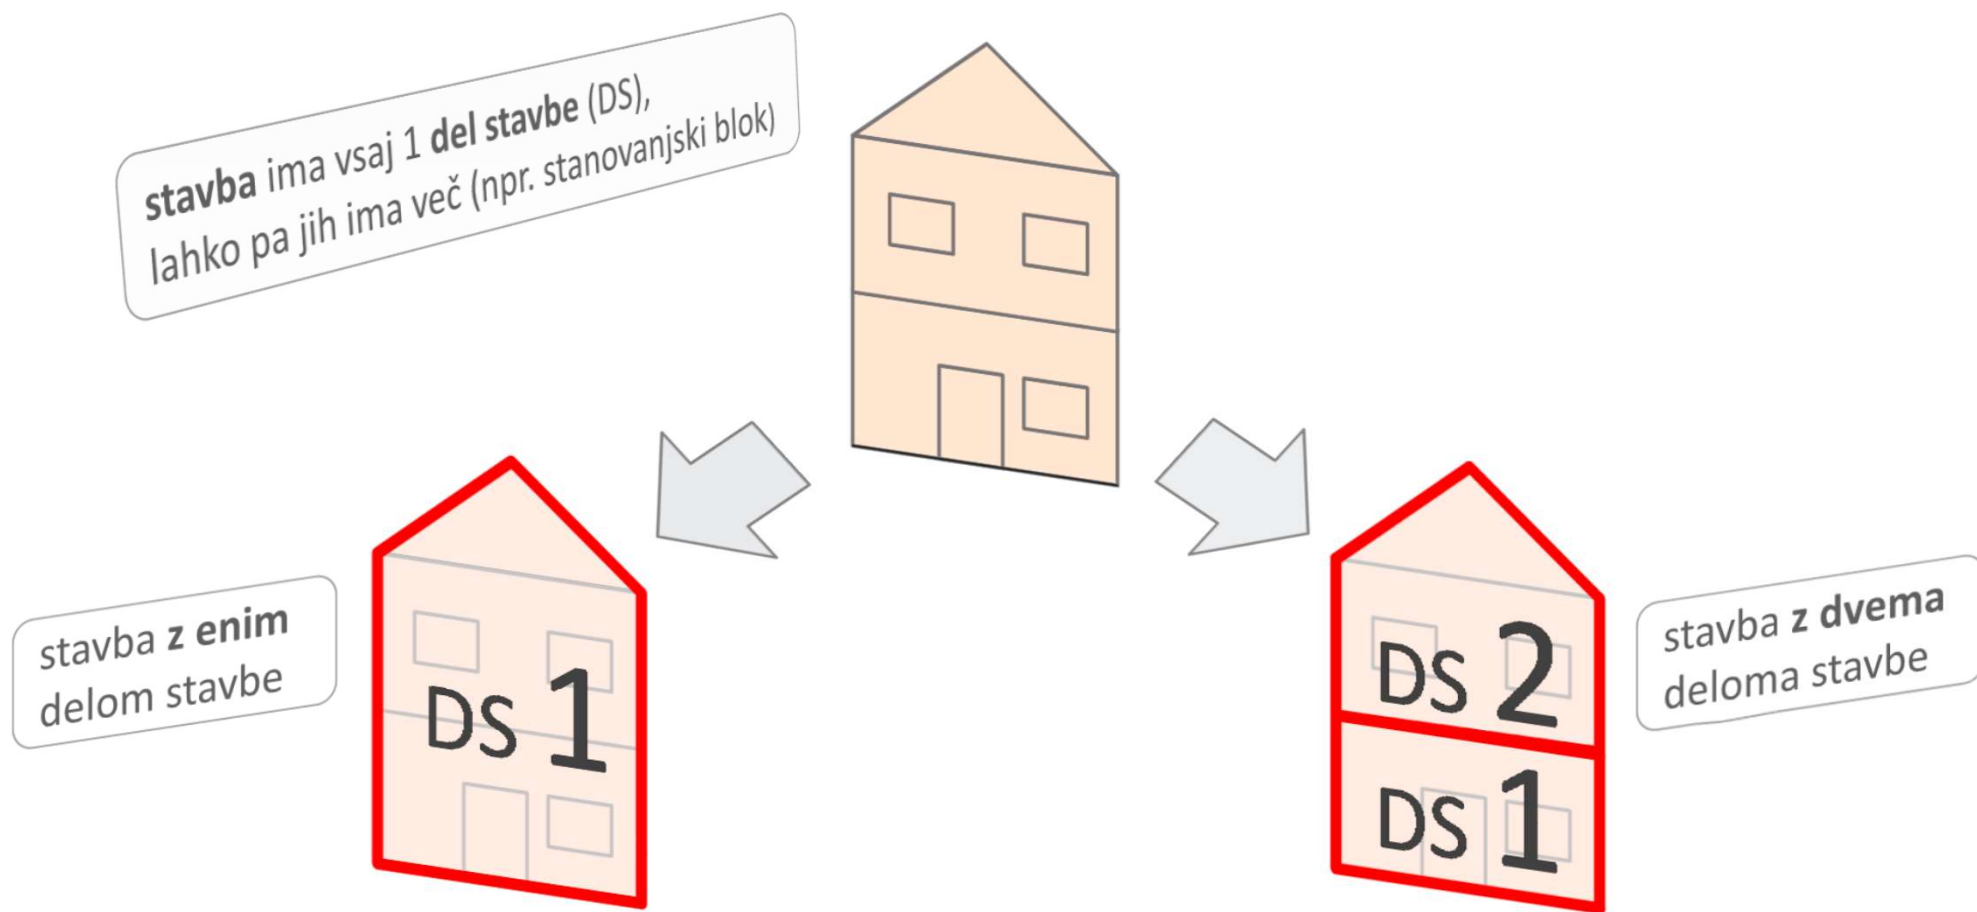 stavba ima vsaj 1 del stavbe (DS),
lahko pa jih ima več (npr. stanovanjski blok)
stavba z enim
delom stavbe
DS 1
DS 2
DS 1
stavba z dvema
deloma stavbe